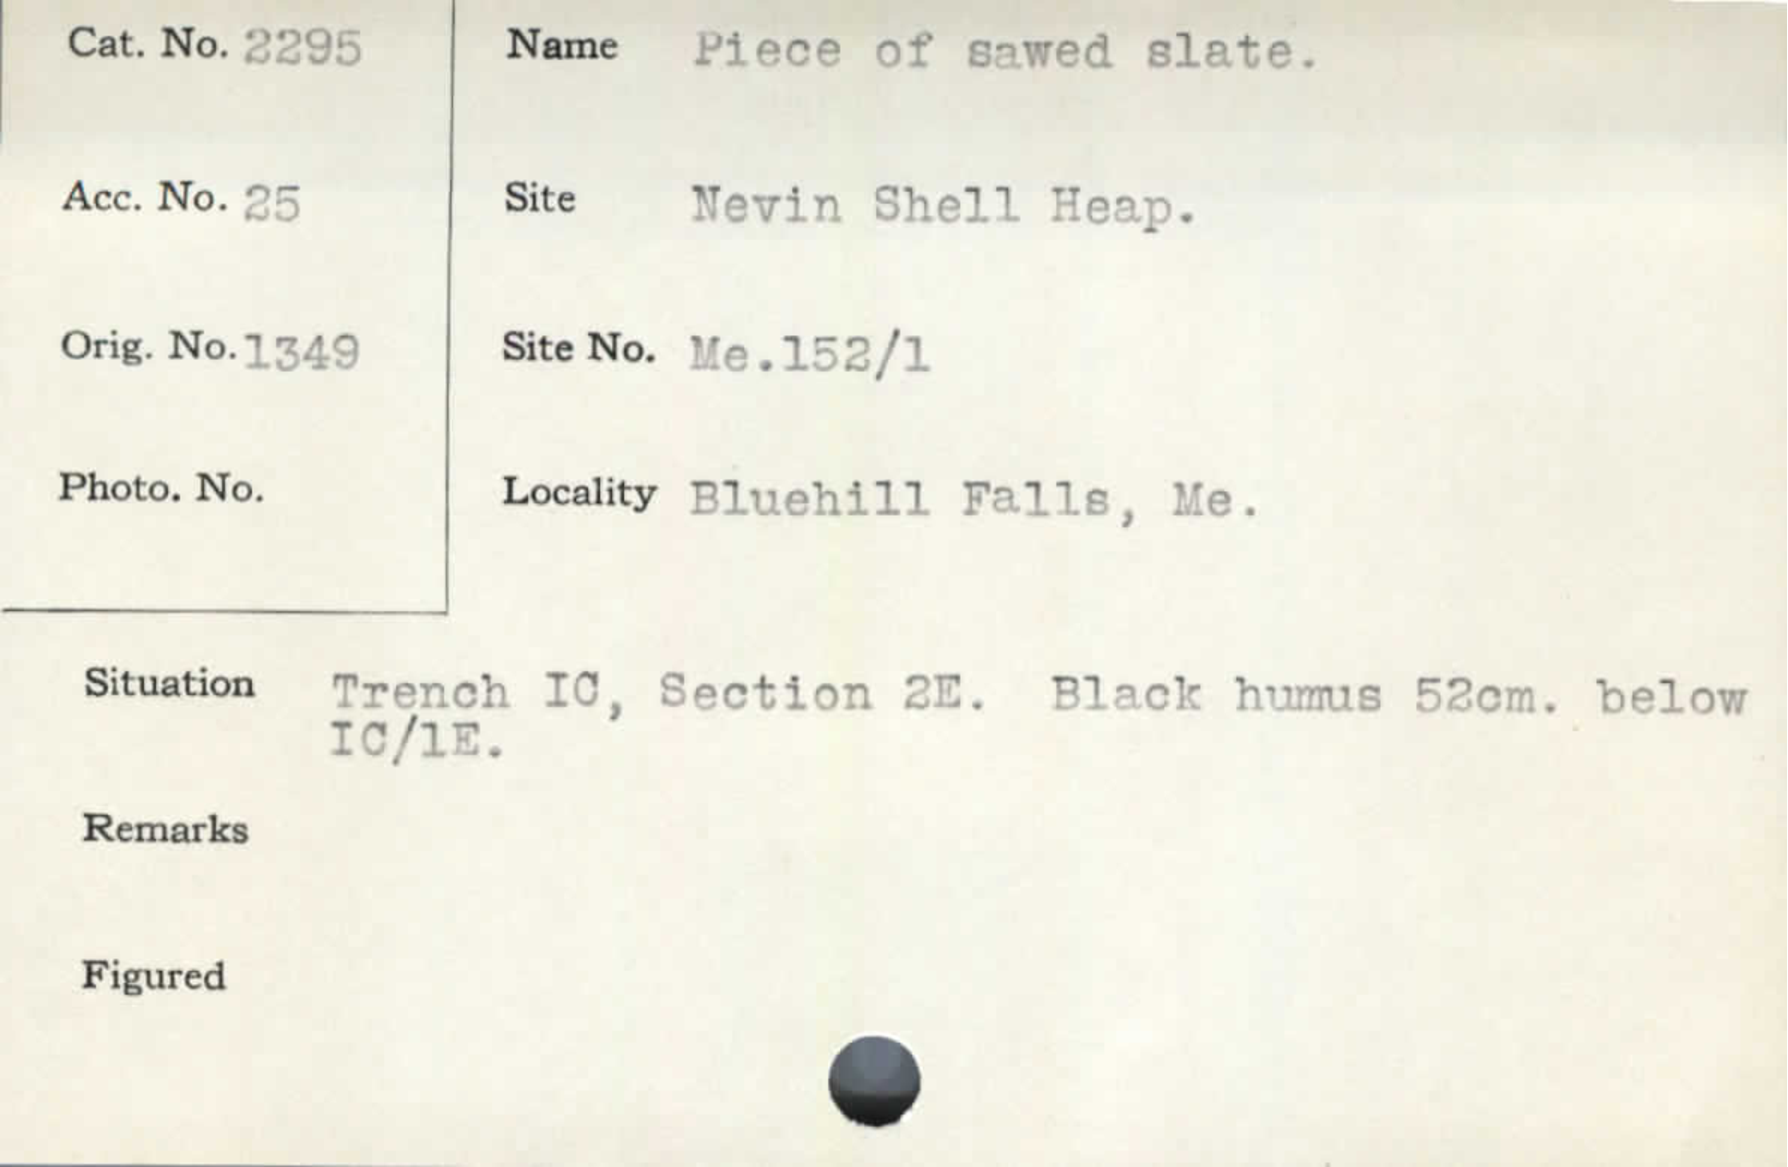 Cat. No. 2295
Name Piece of sawed slate.
Acc. No. 25
Site Nevin Shell Heap.
Orig. No. 1349
Site No. Me.152/1
Photo. No.
Locality Bluehill Falls, Me.
Situation Trench IC, Section 2E. Black humus 52cm. below
IC/1E.
Remarks
Figured